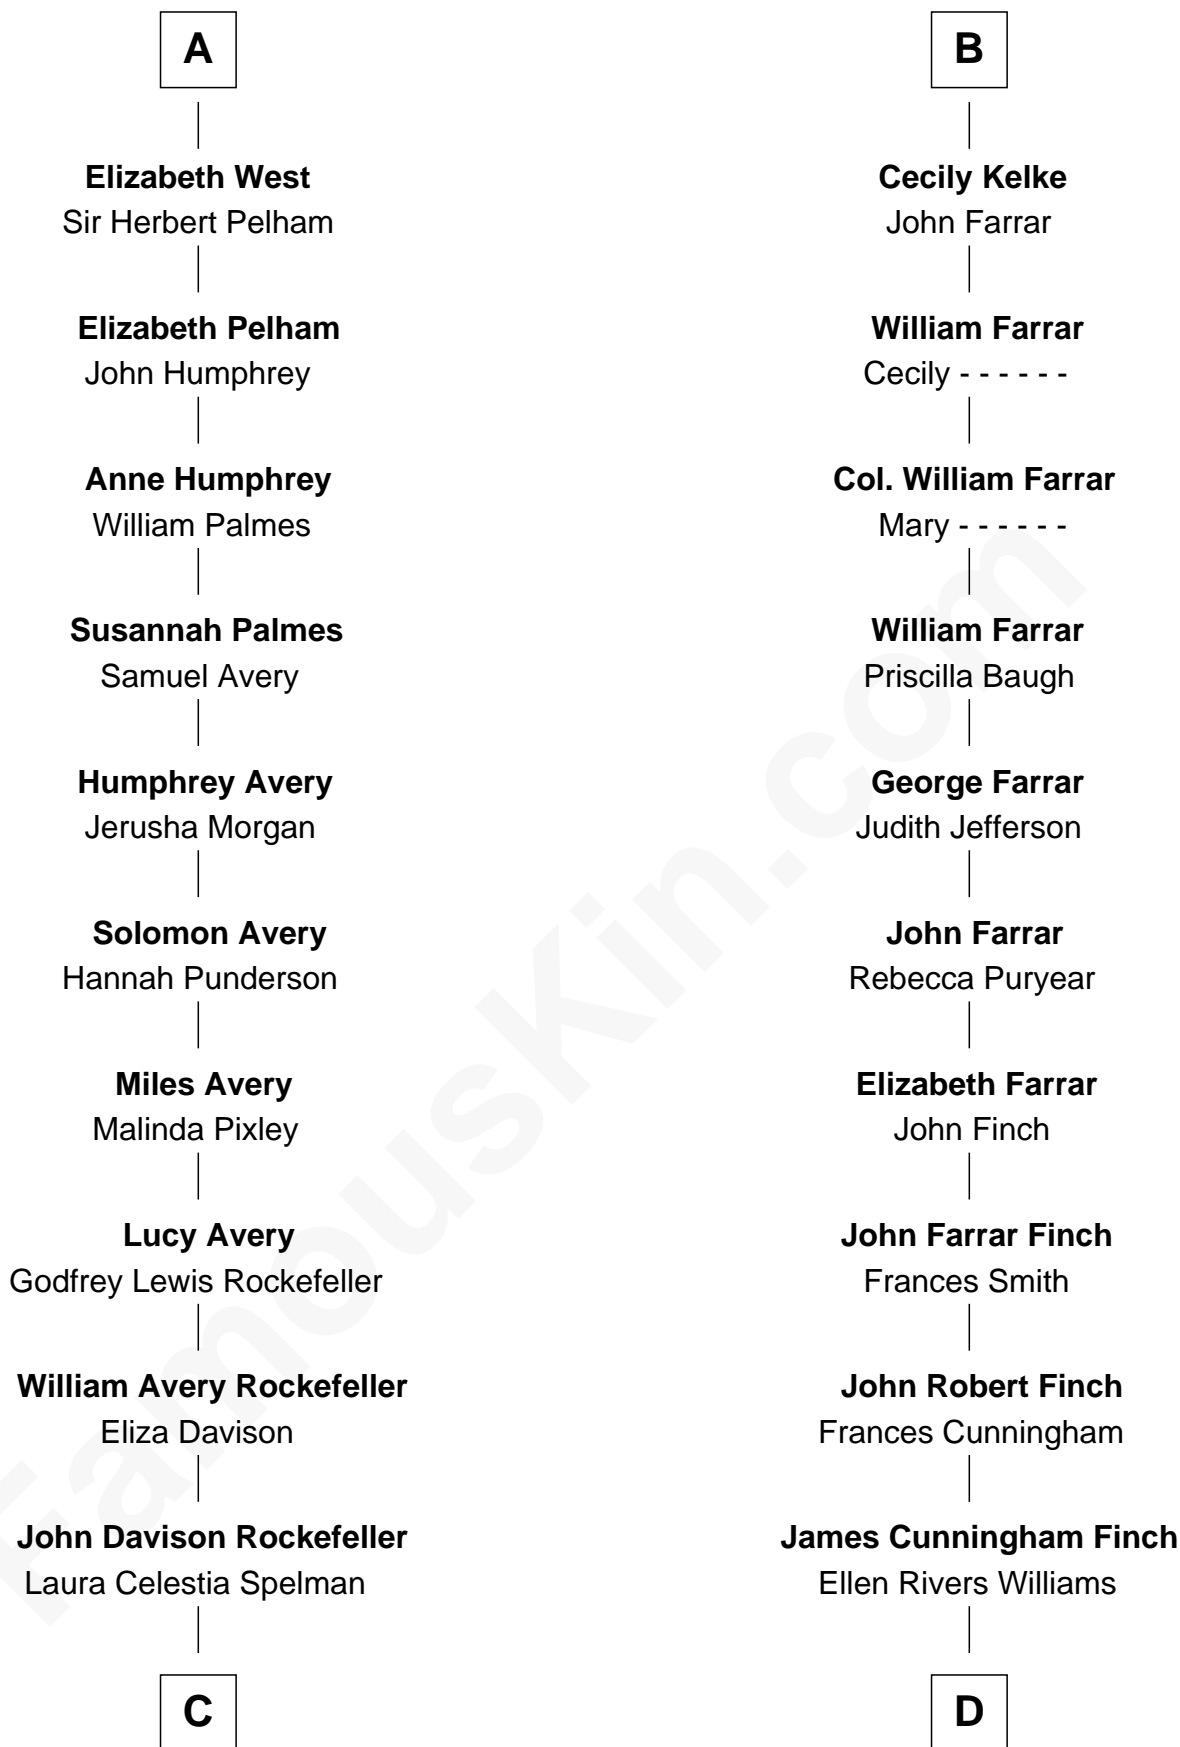 A
Elizabeth West
Sir Herbert Pelham
Elizabeth Pelham
John Humphrey
Anne Humphrey
William Palmes
Susannah Palmes
Samuel Avery
Humphrey Avery
Jerusha Morgan
Solomon Avery
Hannah Punderson
Miles Avery
Malinda Pixley
Lucy Avery
Godfrey Lewis Rockefeller
William Avery Rockefeller
Eliza Davison
John Davison Rockefeller
Laura Celestia Spelman
C
B
Cecily Kelke
John Farrar
William Farrar
Cecily - - - - - -
Col. William Farrar
Mary - - - - - -
William Farrar
Priscilla Baugh
George Farrar
Judith Jefferson
John Farrar
Rebecca Puryear
Elizabeth Farrar
John Finch
John Farrar Finch
Frances Smith
John Robert Finch
Frances Cunningham
James Cunningham Finch
Ellen Rivers Williams
D
FamousKin.com